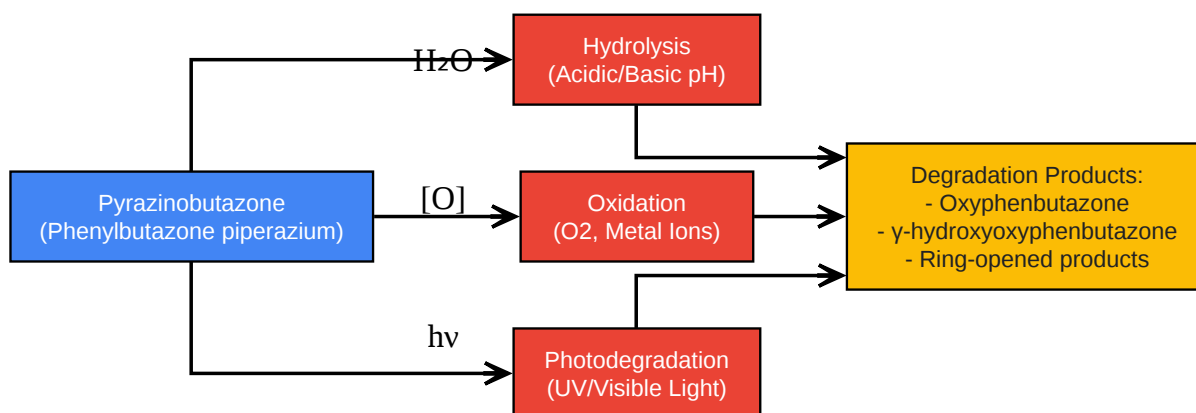 H₂O
Hydrolysis
(Acidic/Basic pH)
Pyrazinobutazone
(Phenylbutazone piperazium)
[O]
Oxidation
(O2, Metal Ions)
Degradation Products:
- Oxyphenbutazone
- γ-hydroxyoxyphenbutazone
- Ring-opened products
hν
Photodegradation
(UV/Visible Light)